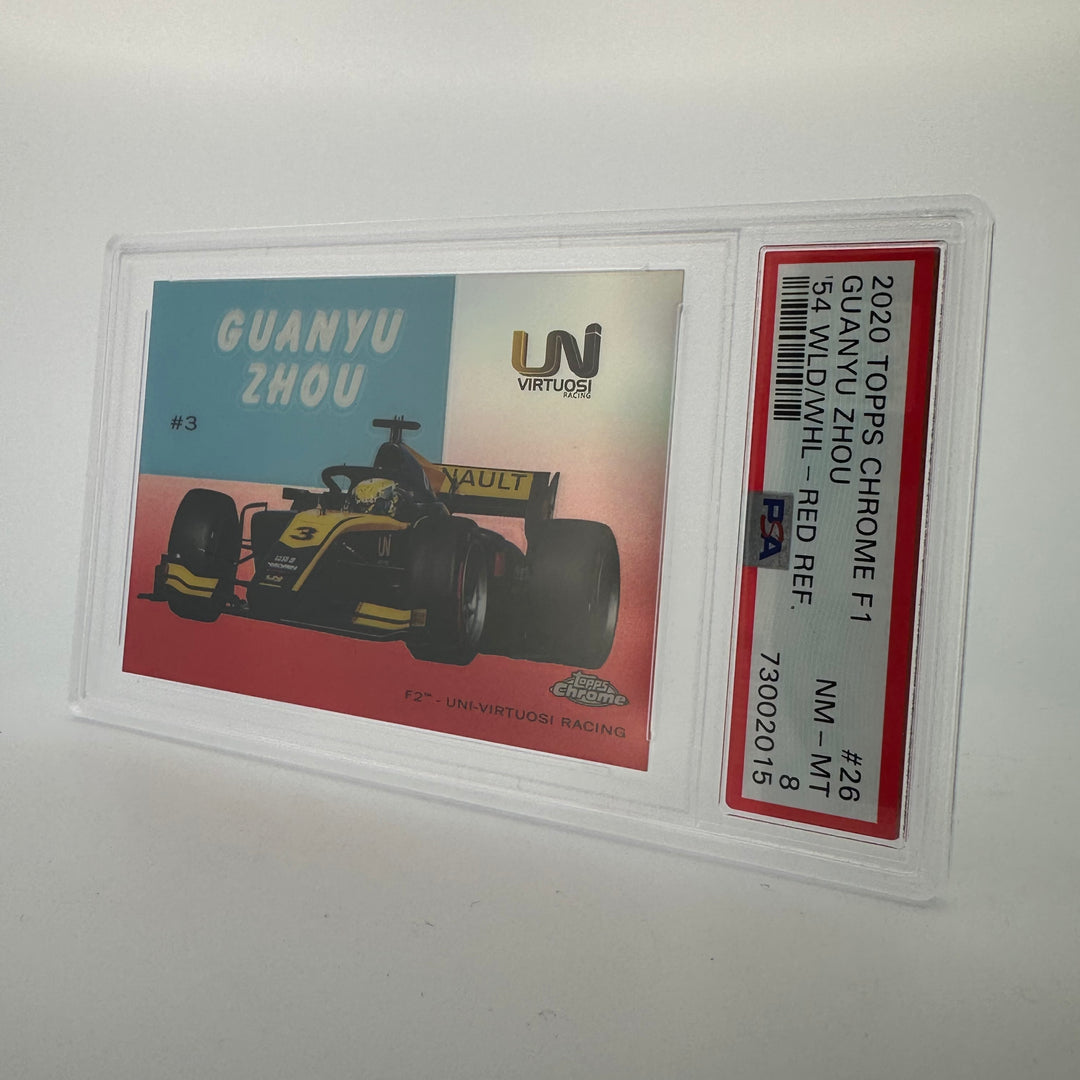 GUANYU
ZHOU
#3
UNI
VIRTUOSI
RACING
NAULT
3
UNI
Topps
Chrome
F2™ - UNI-VIRTUOSI RACING
2020 TOPPS CHROME F1 #26
GUANYU ZHOU NM – MT
'54 WLD/WHL – RED REF. 8
PSA 73002015